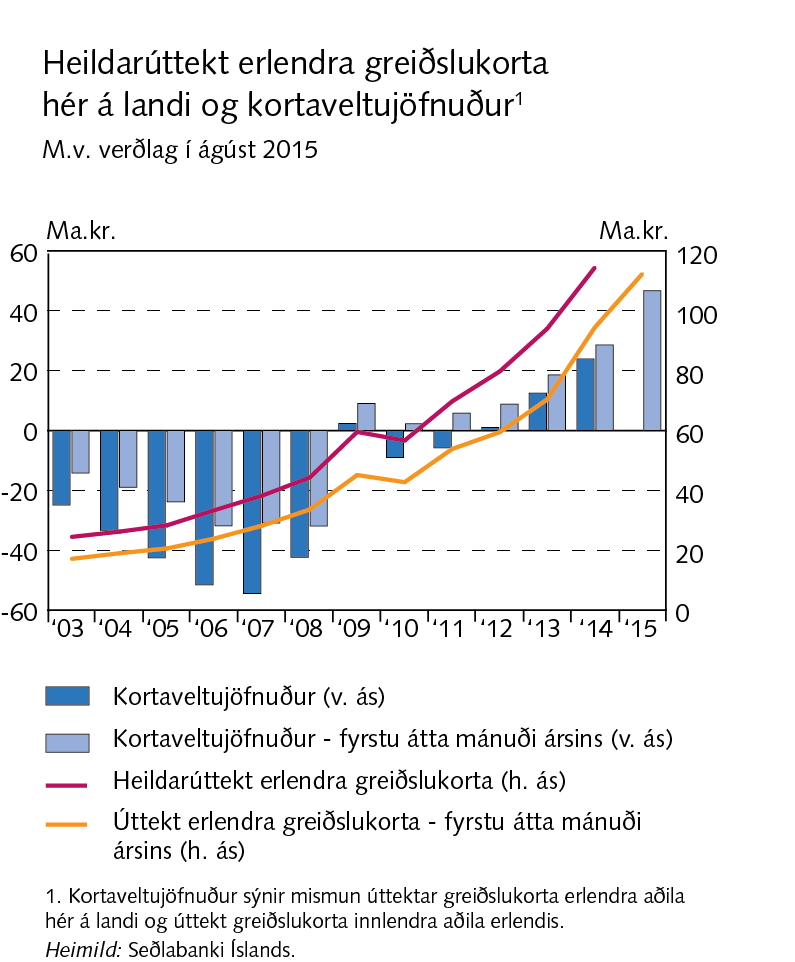 Heildarúttekt erlendra greiðslukorta
hér á landi og kortaveltujöfnuður¹
M.v. verðlag í ágúst 2015
Ma.kr. Ma.kr.
60 120
40 100
20 80
0 60
-20 40
-40 20
-60 0
‘03 ‘04 ‘05 ‘06 ‘07 ‘08 ‘09 ‘10 ‘11 ‘12 ‘13 ‘14 ‘15
Kortaveltujöfnuður (v. ás)
Kortaveltujöfnuður - fyrstu átta mánuði ársins (v. ás)
Heildarúttekt erlendra greiðslukorta (h. ás)
Úttekt erlendra greiðslukorta - fyrstu átta mánuði
ársins (h. ás)
1. Kortaveltujöfnuður sýnir mismun úttektar greiðslukorta erlendra aðila
hér á landi og úttekt greiðslukorta innlendra aðila erlendis.
Heimild: Seðlabanki Íslands.